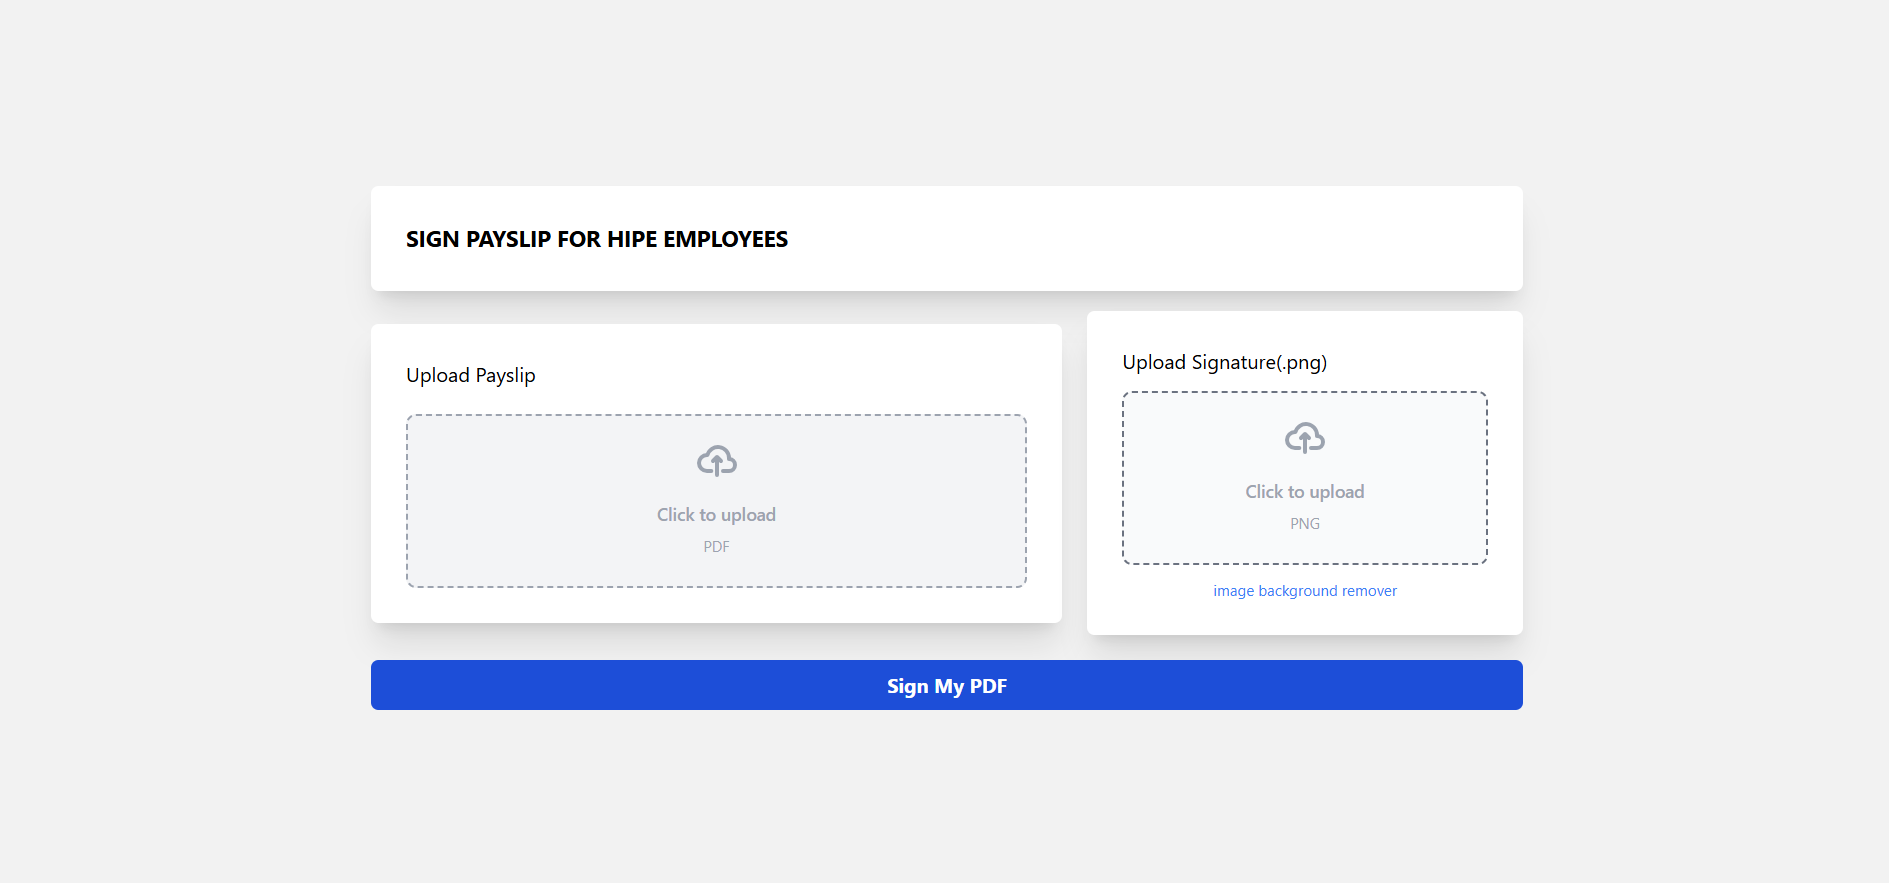 SIGN PAYSLIP FOR HIPE EMPLOYEES
Upload Payslip
Click to upload
PDF
Upload Signature(.png)
Click to upload
PNG
image background remover
Sign My PDF